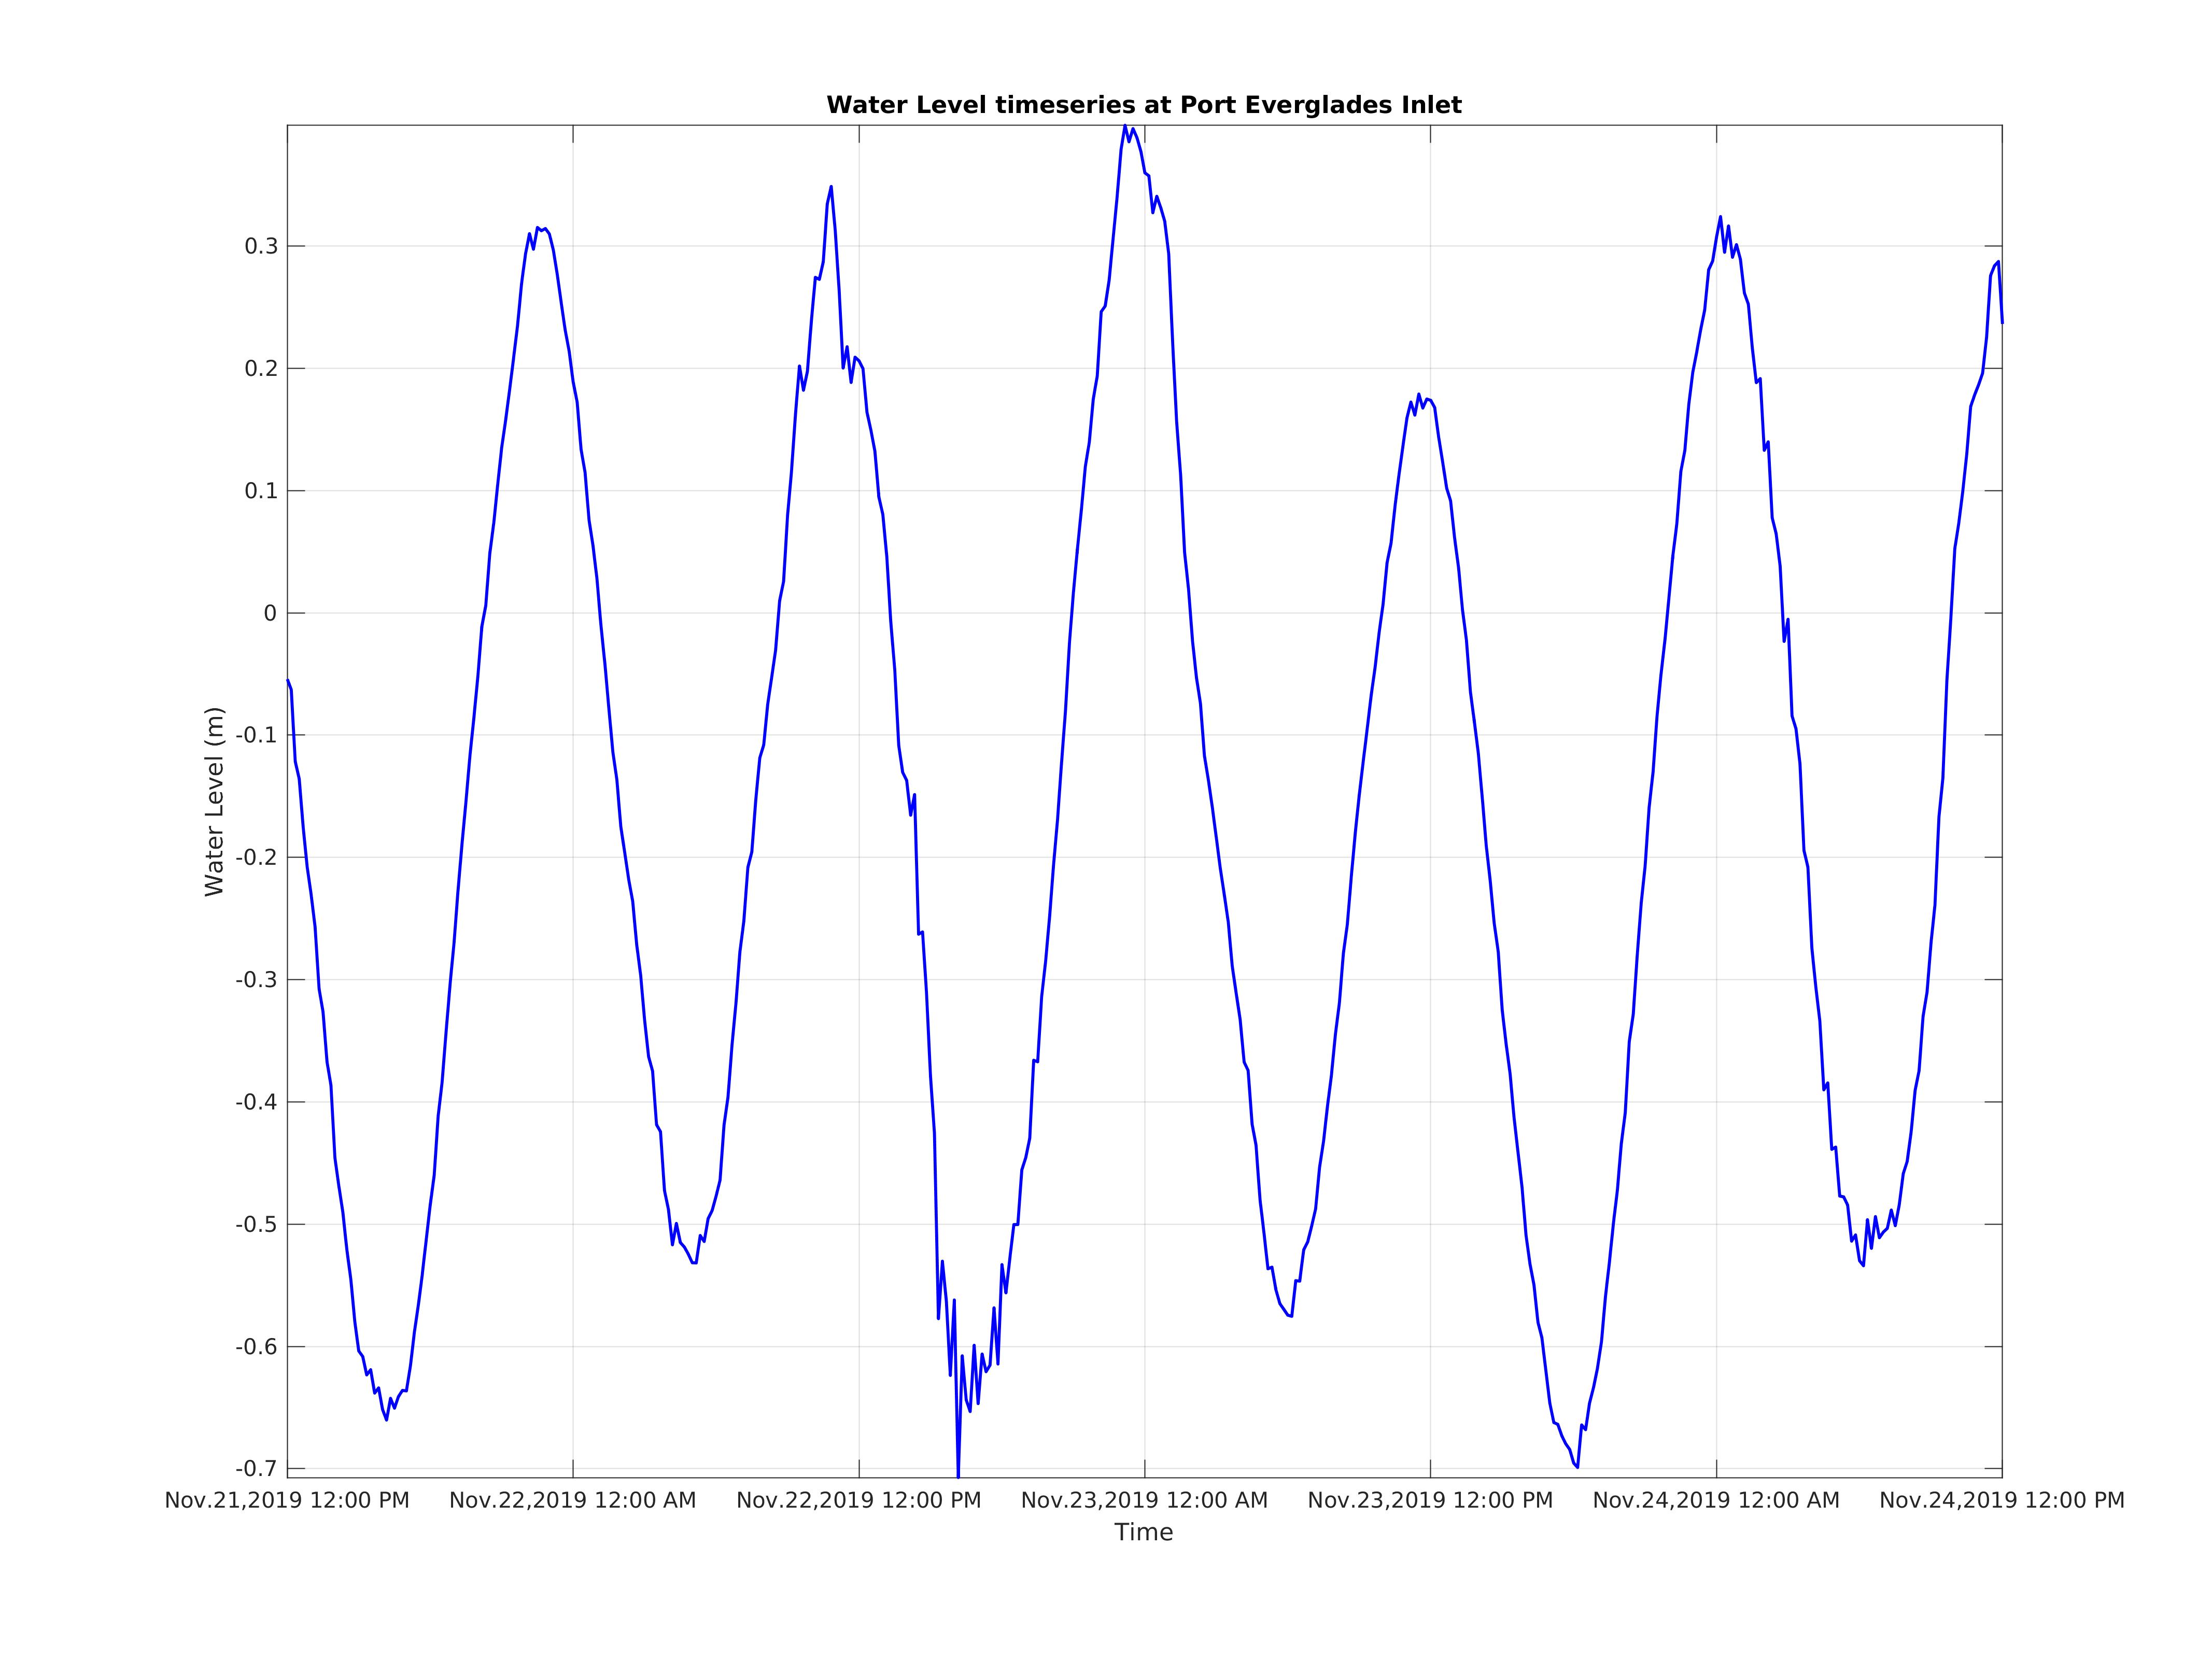 Water Level timeseries at Port Everglades Inlet
0.3
0.2
0.1
0
-0.1
-0.2
-0.3
-0.4
-0.5
-0.6
-0.7
Water Level (m)
Nov.21,2019 12:00 PM Nov.22,2019 12:00 AM Nov.22,2019 12:00 PM Nov.23,2019 12:00 AM Nov.23,2019 12:00 PM Nov.24,2019 12:00 AM Nov.24,2019 12:00 PM
Time